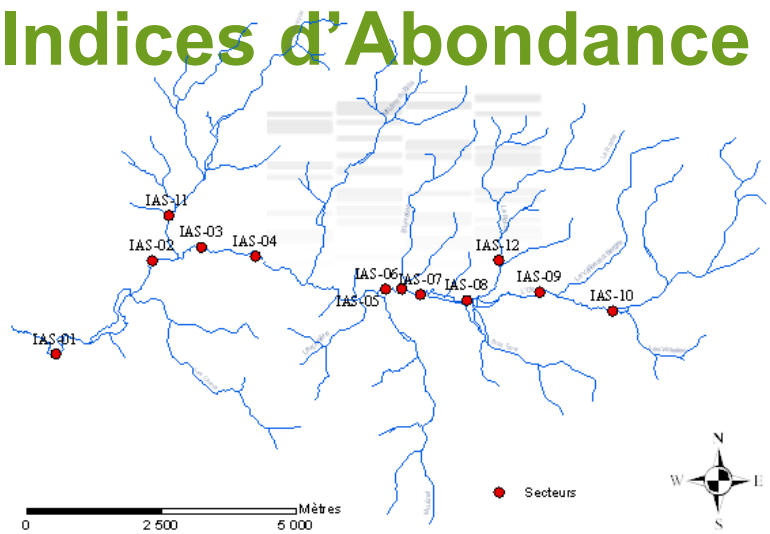 Indices d'Abondance
IAS-11
IAS-03
IAS-02
IAS-04
IAS-12
IAS-06
IAS-07
IAS-08
IAS-09
IAS-05
IAS-10
IAS-01
N
W
E
S
Secteurs
Mètres
0
2 500
5 000